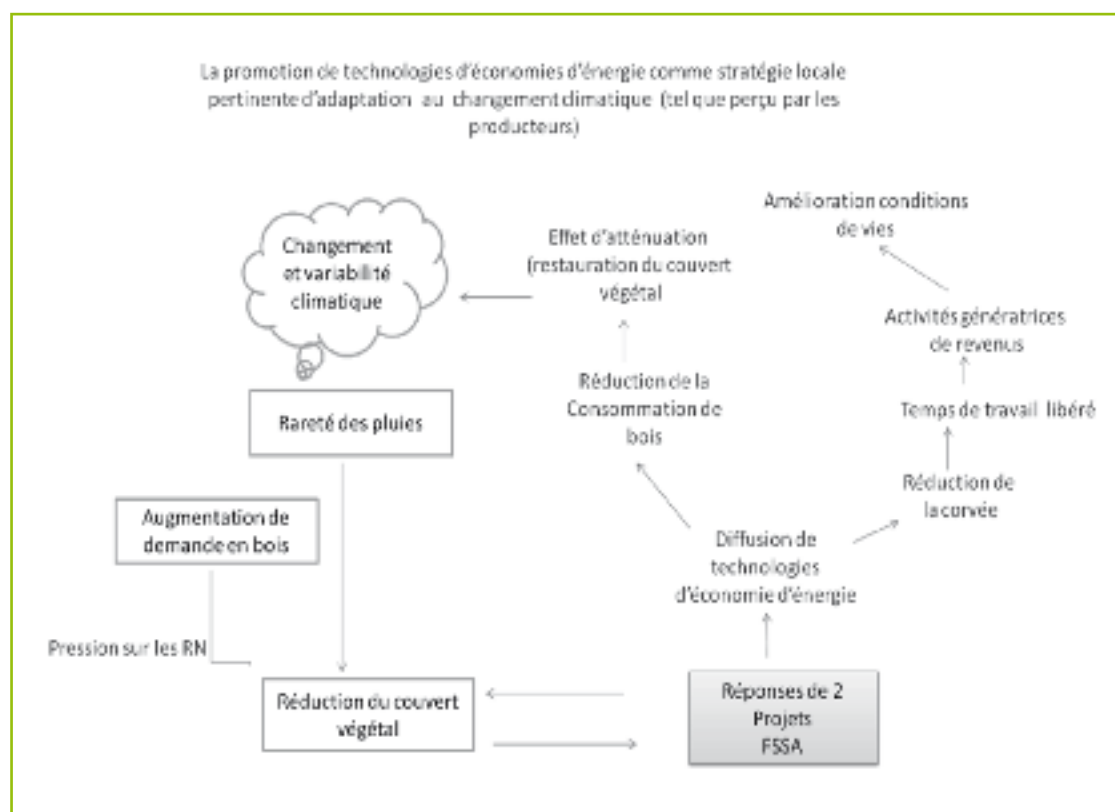 La promotion de technologies d'économies d'énergie comme stratégie locale
pertinente d'adaptation au changement climatique (tel que perçu par les
producteurs)
Changement
et variabilité
climatique
Effet d'atténuation
(restauration du couvert
végétal
Amélioration conditions
de vies
Activités génératrices
de revenus
Rareté des pluies
Réduction de la
Consommation de
bois
Temps de travail libéré
Réduction de
la corvée
Augmentation de
demande en bois
Diffusion de
technologies
d'économie d'énergie
Pression sur les RN
Réduction du couvert
végétal
Réponses de 2
Projets
FSSA